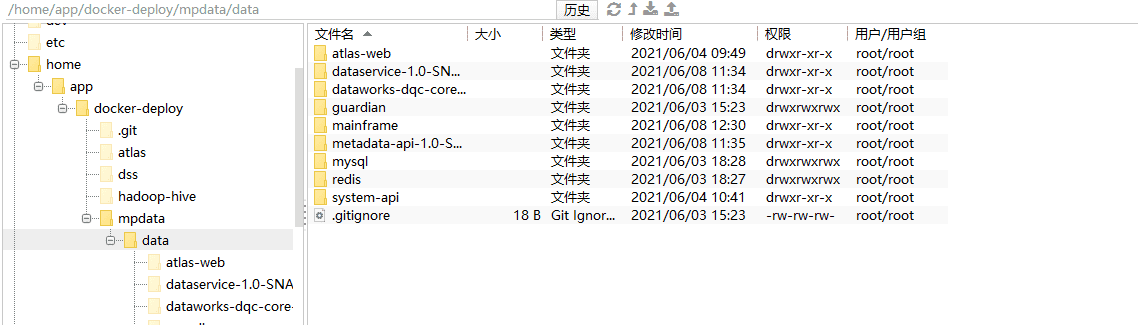 /home/app/docker-deploy/mpdata/data 历史
文件名 大小 类型 修改时间 权限 用户/用户组
etc
home
app
docker-deploy
.git
atlas
dss
hadoop-hive
mpdata
data
atlas-web
dataservice-1.0-SNA
dataworks-dqc-core-
atlas-web 文件夹 2021/06/04 09:49 drwxr-xr-x root/root
dataservice-1.0-SN... 文件夹 2021/06/08 11:34 drwxr-xr-x root/root
dataworks-dqc-core... 文件夹 2021/06/08 11:34 drwxr-xr-x root/root
guardian 文件夹 2021/06/03 15:23 drwxrwxrwx root/root
mainframe 文件夹 2021/06/08 12:30 drwxr-xr-x root/root
metadata-api-1.0-S... 文件夹 2021/06/08 11:35 drwxr-xr-x root/root
mysql 文件夹 2021/06/03 18:28 drwxrwxrwx root/root
redis 文件夹 2021/06/03 18:27 drwxrwxrwx root/root
system-api 文件夹 2021/06/04 10:41 drwxr-xr-x root/root
.gitignore 18 B Git Ignor... 2021/06/03 15:23 -rw-rw-rw- root/root